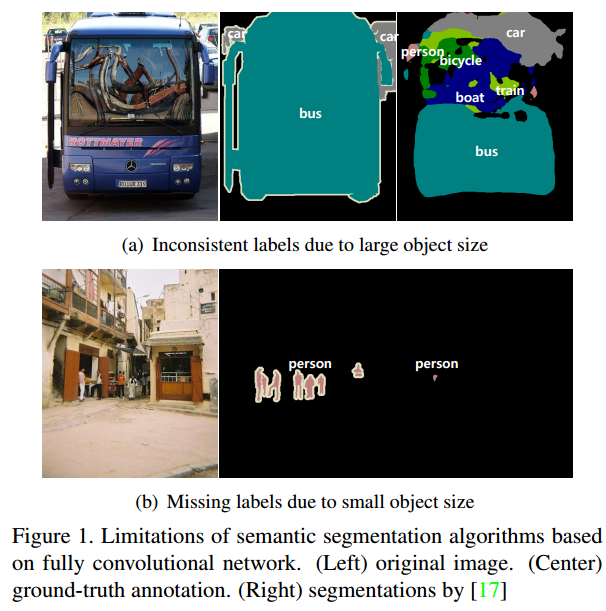 car
car
bus
ROTTMAYER
person
bicycle
car
boat
train
bus
(a) Inconsistent labels due to large object size
person
person
(b) Missing labels due to small object size
Figure 1. Limitations of semantic segmentation algorithms based
on fully convolutional network. (Left) original image. (Center)
ground-truth annotation. (Right) segmentations by [17]